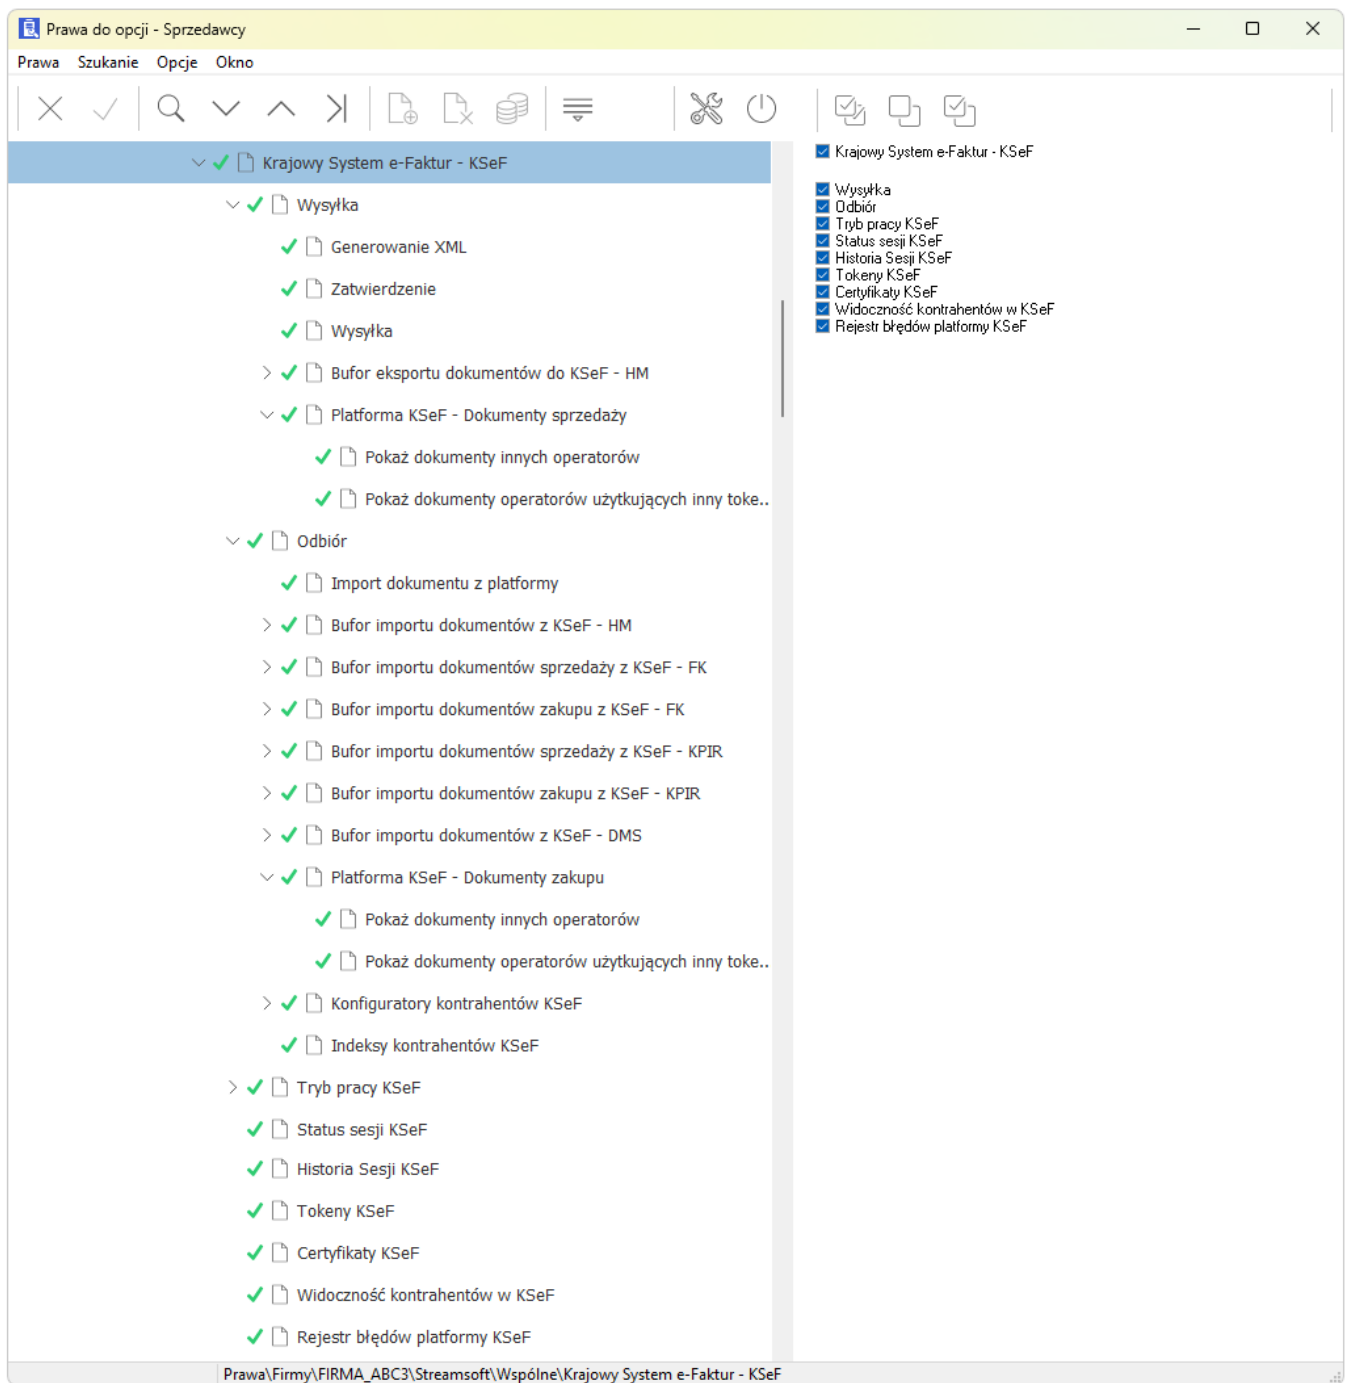 Prawa do opcji - Sprzedawcy
Prawa Szukanie Opcje Okno
Krajowy System e-Faktur - KSeF
Wysyłka
Generowanie XML
Zatwierdzenie
Wysyłka
Bufor eksportu dokumentów do KSeF - HM
Platforma KSeF - Dokumenty sprzedaży
Pokaż dokumenty innych operatorów
Pokaż dokumenty operatorów użytkujących inny toke..
Odbiór
Import dokumentu z platformy
Bufor importu dokumentów z KSeF - HM
Bufor importu dokumentów sprzedaży z KSeF - FK
Bufor importu dokumentów zakupu z KSeF - FK
Bufor importu dokumentów sprzedaży z KSeF - KPIR
Bufor importu dokumentów zakupu z KSeF - KPIR
Bufor importu dokumentów z KSeF - DMS
Platforma KSeF - Dokumenty zakupu
Pokaż dokumenty innych operatorów
Pokaż dokumenty operatorów użytkujących inny toke..
Konfiguratory kontrahentów KSeF
Indeksy kontrahentów KSeF
Tryb pracy KSeF
Status sesji KSeF
Historia Sesji KSeF
Tokeny KSeF
Certyfikaty KSeF
Widoczność kontrahentów w KSeF
Rejestr błędów platformy KSeF
Krajowy System e-Faktur - KSeF
Wysyłka
Odbiór
Tryb pracy KSeF
Status sesji KSeF
Historia Sesji KSeF
Tokeny KSeF
Certyfikaty KSeF
Widoczność kontrahentów w KSeF
Rejestr błędów platformy KSeF
Prawa\Firmy\FIRMA_ABC3\Streamsoft\Wspólne\Krajowy System e-Faktur - KSeF